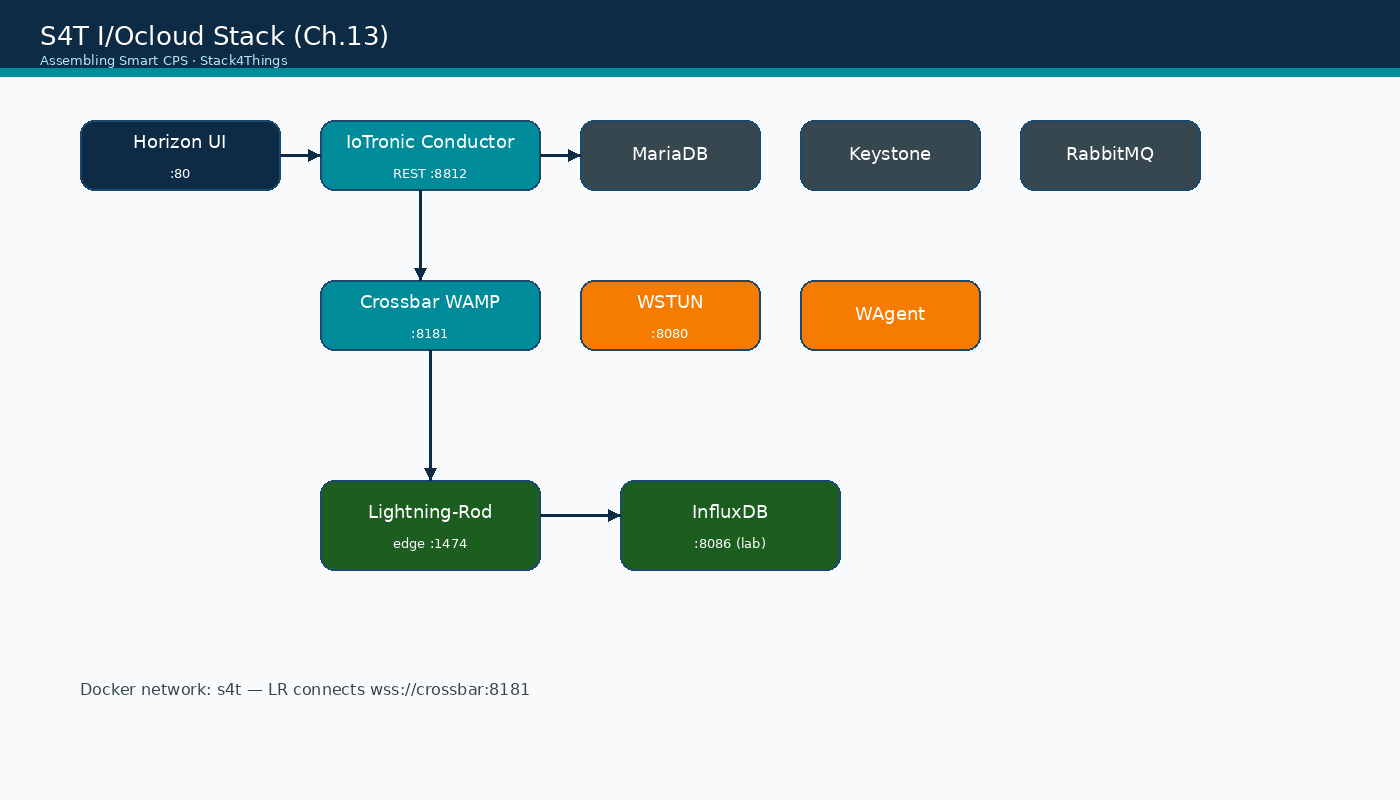 S4T I/Ocloud Stack (Ch.13)
Assembling Smart CPS · Stack4Things
Horizon UI
:80
IoTronic Conductor
REST :8812
MariaDB
Keystone
RabbitMQ
Crossbar WAMP
:8181
WSTUN
:8080
WAgent
Lightning-Rod
edge :1474
InfluxDB
:8086 (lab)
Docker network: s4t — LR connects wss://crossbar:8181